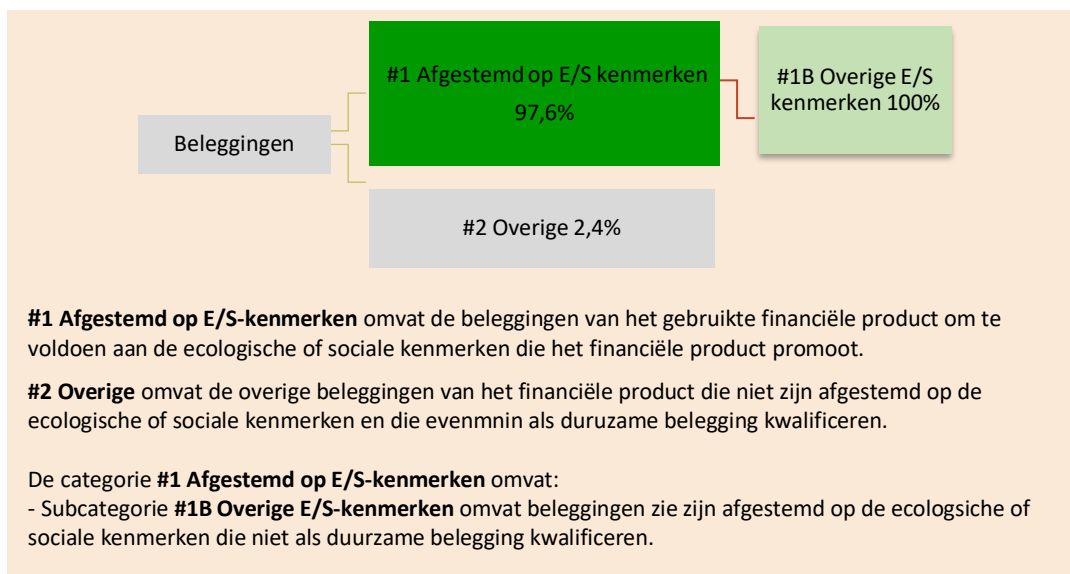 #1 Afgestemd op E/S kenmerken
97,6%
#1B Overige E/S
kenmerken 100%
Beleggingen
#2 Overige 2,4%
#1 Afgestemd op E/S-kenmerken omvat de beleggingen van het gebruikte financiële product om te
voldoen aan de ecologische of sociale kenmerken die het financiële product promoot.
#2 Overige omvat de overige beleggingen van het financiële product die niet zijn afgestemd op de
ecologische of sociale kenmerken en die evenmnin als duruzame belegging kwalificeren.
De categorie #1 Afgestemd op E/S-kenmerken omvat:
- Subcategorie #1B Overige E/S-kenmerken omvat beleggingen zie zijn afgestemd op de ecologsiche of
sociale kenmerken die niet als duurzame belegging kwalificeren.